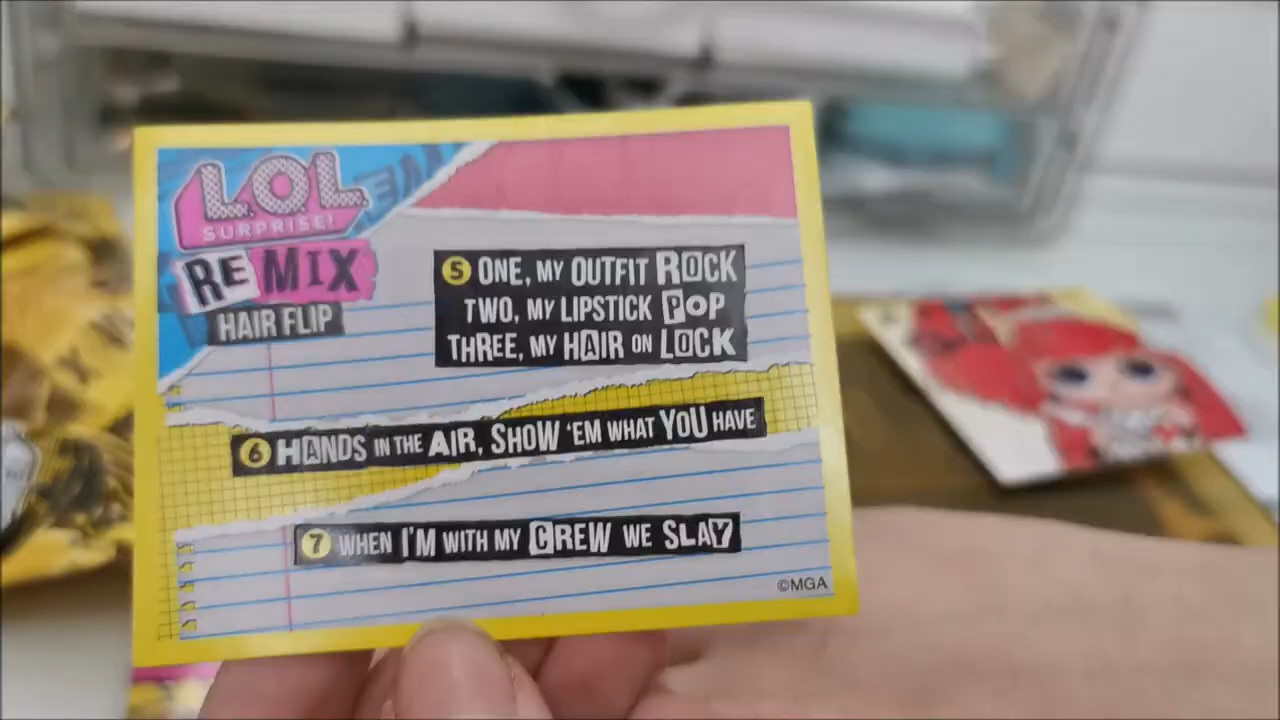 L.O.L.
SURPRISE!
REMIX
HAIR FLIP
5 ONE, MY OUTFIT ROCK
TWO, MY LIPSTICK POP
THREE, MY HAIR ON LOCK
6 HANDS IN THE AIR, SHOW 'EM WHAT YOU HAVE
7 WHEN I'M WITH MY CREW WE SLAY
©MGA